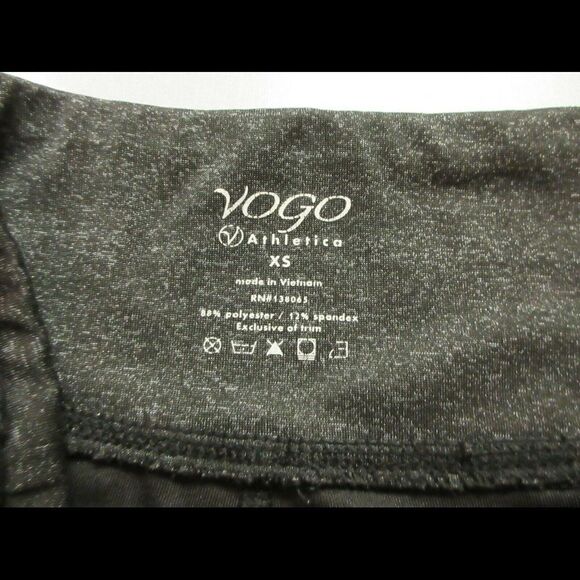 VOGO
Athletica
XS
made in Vietnam
RN#138065
88% polyester / 12% spandex
Exclusive of trim